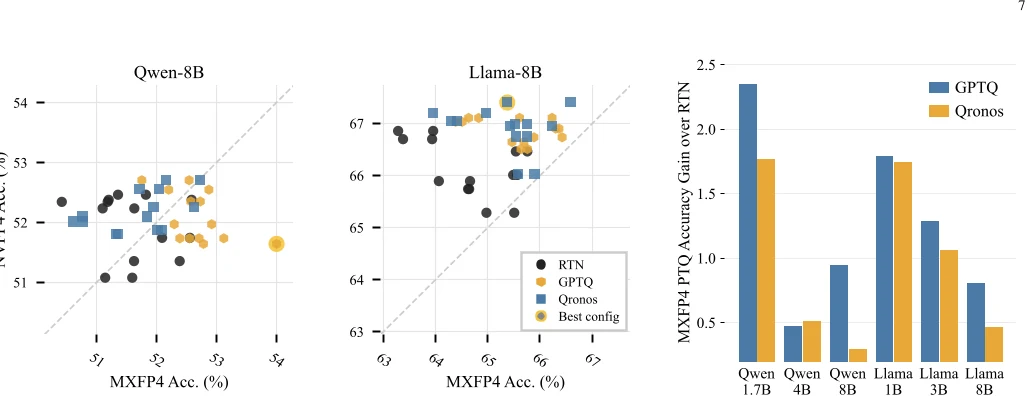 7
Qwen-8B
54
53
52
51
51
52
53
54
MXFP4 Acc. (%)
Llama-8B
67
66
65
64
63
63
64
65
66
67
MXFP4 Acc. (%)
RTN
GPTQ
Qronos
Best config
MXFP4 PTQ Accuracy Gain over RTN
2.5
2.0
1.5
1.0
0.5
GPTQ
Qronos
Qwen Qwen Qwen Llama Llama Llama
1.7B 4B 8B 1B 3B 8B